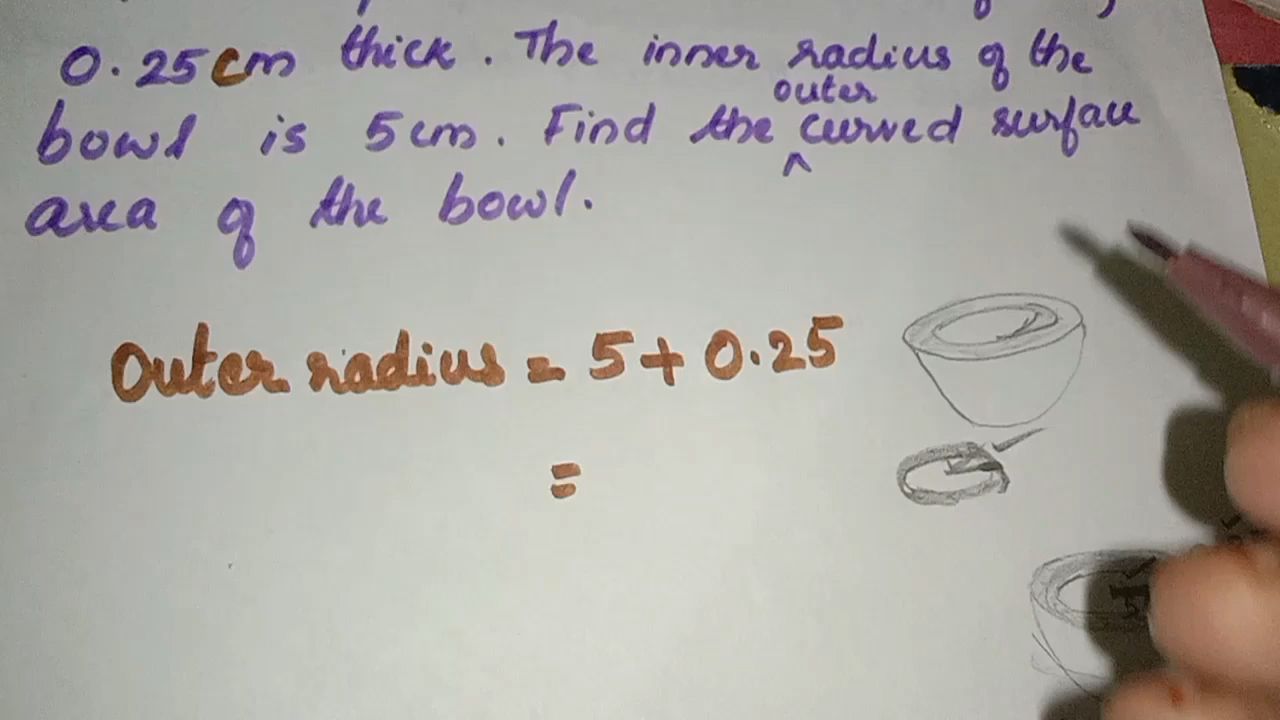 0.25cm thick. The inner radius of the
outer
bowl is 5cm. Find the ^ curved surface
area of the bowl.
Outer radius = 5 + 0.25
=